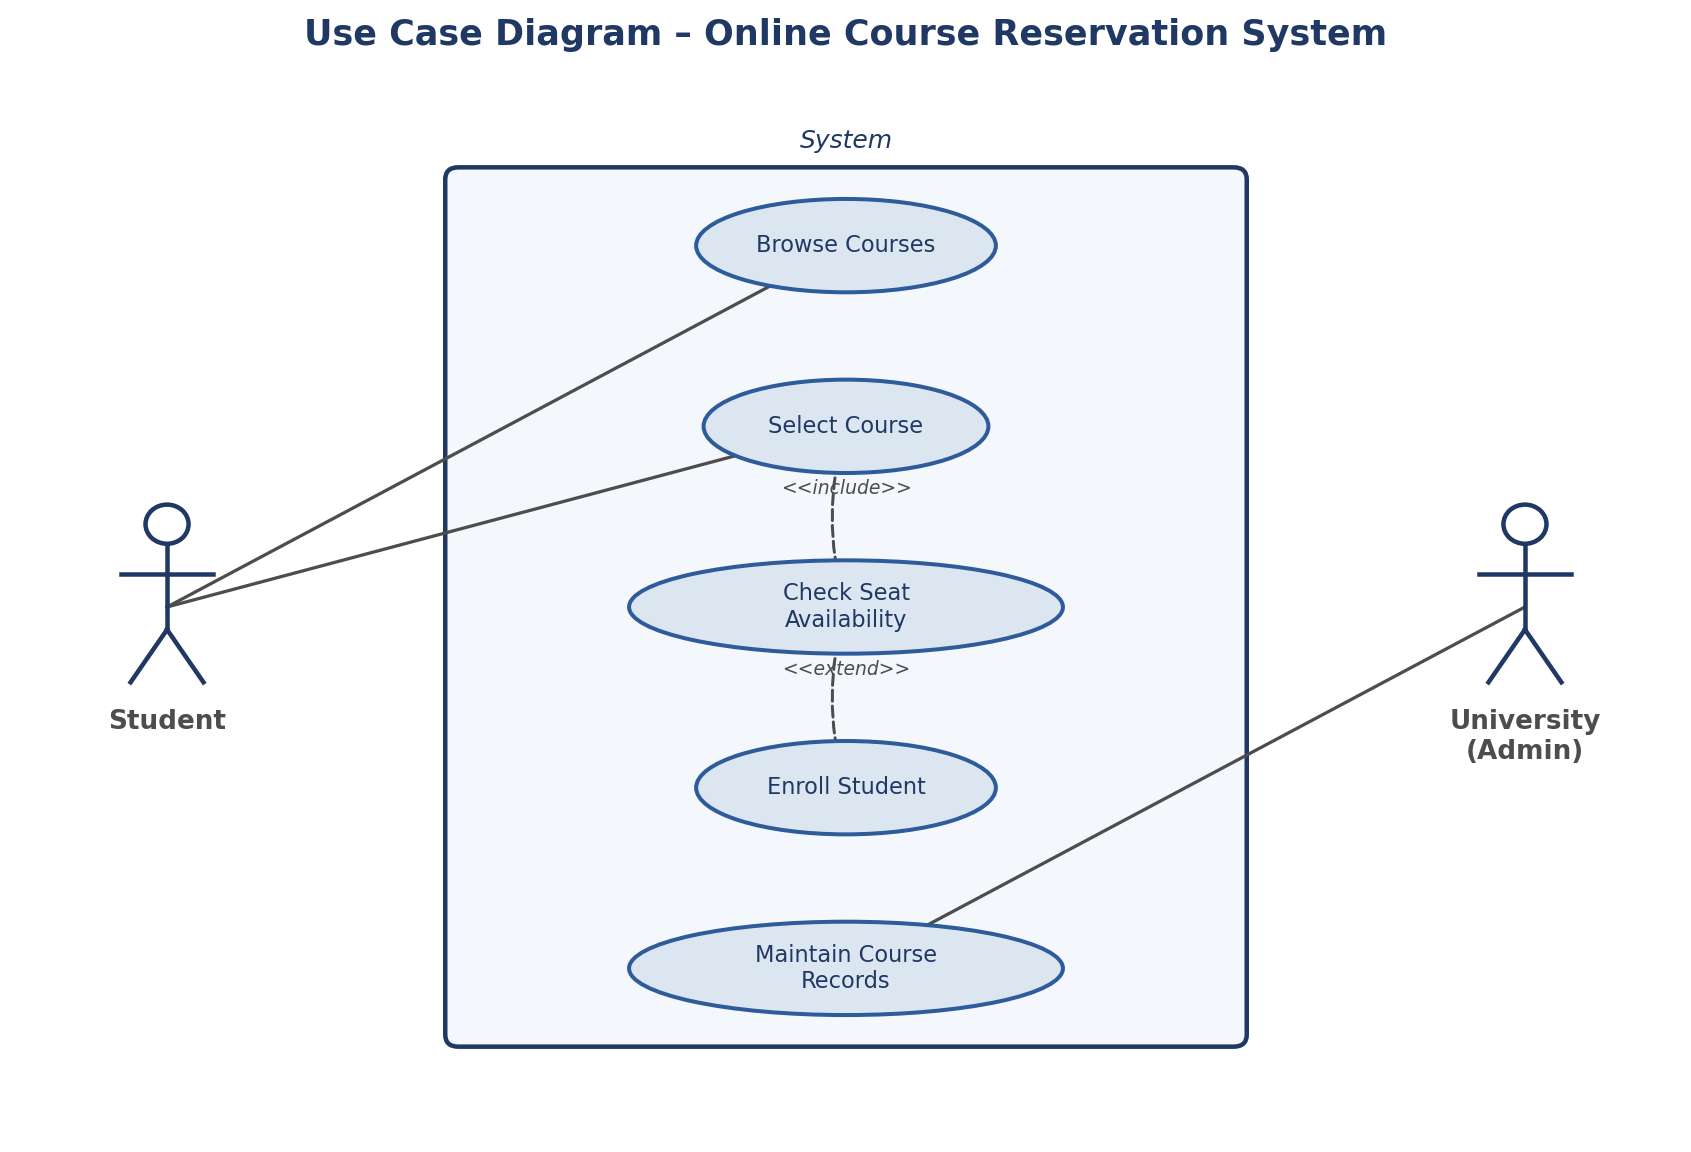 Use Case Diagram – Online Course Reservation System
System
Browse Courses
Select Course
<<include>>
Check Seat
Availability
<<extend>>
Student
University
(Admin)
Enroll Student
Maintain Course
Records